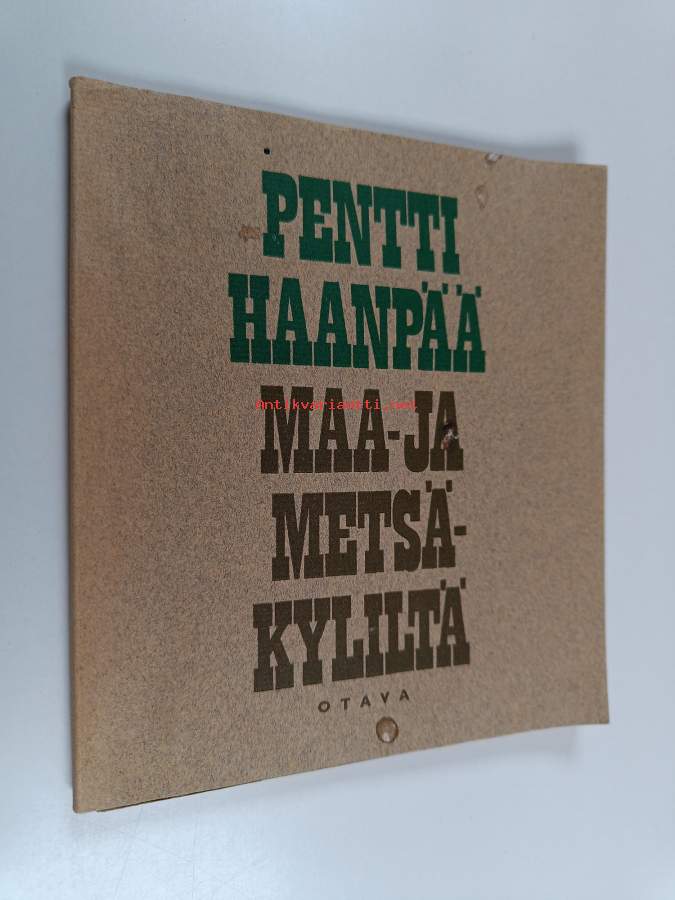 PENTTI
HAANPÄÄ
Antikvariaatti.net
MAA-JA
METSÄ-
KYLILTÄ
OTAVA